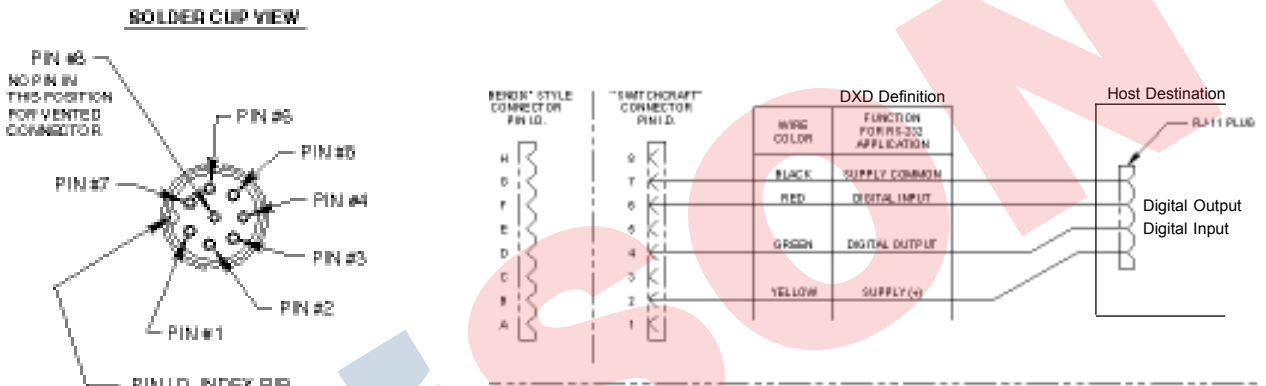 SOLDER CUP VIEW
PIN #8
NO PIN IN
THIS POSITION
FOR VENTED
CONNECTOR
PIN #6
PIN #5
PIN #7
PIN #4
PIN #3
PIN #2
PIN #1
PIN I.D. INDEX RIB
BENDIX" STYLE
CONNECTOR
PIN I.D.
"SWITCHCRAFT"
CONNECTOR
PIN I.D.
DXD Definition
Host Destination
WIRE
COLOR
FUNCTION
FOR RS-232
APPLICATION
RJ-11 PLUG
H 8
G 7 BLACK SUPPLY COMMON
F 6 RED DIGITAL INPUT Digital Output
E 5 Digital Input
D 4 GREEN DIGITAL OUTPUT
C 3
B 2 YELLOW SUPPLY (+)
A 1